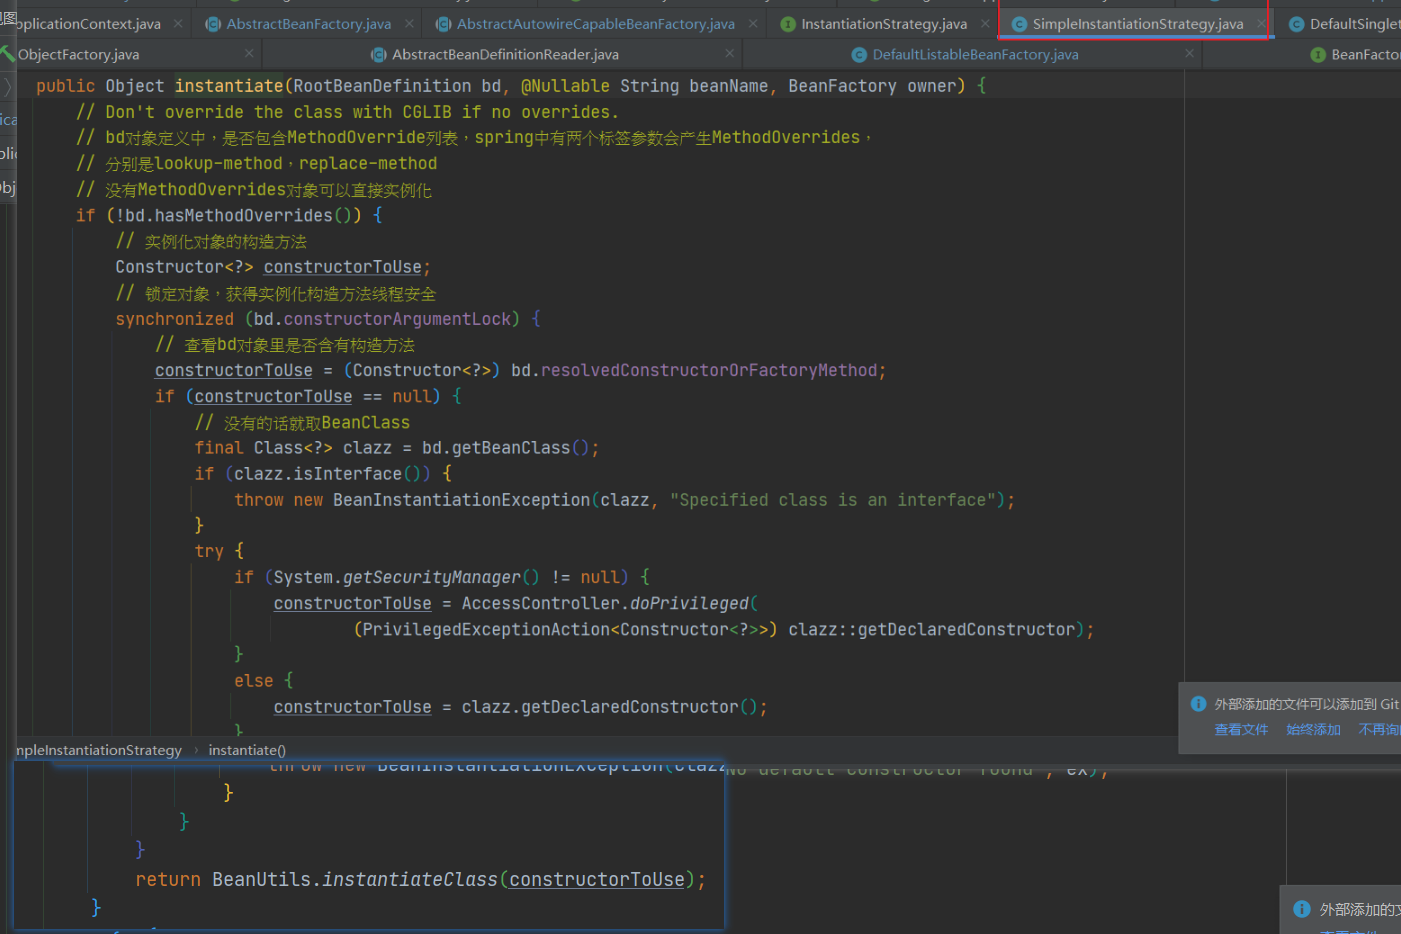 pplicationContext.java AbstractBeanFactory.java AbstractAutowireCapableBeanFactory.java InstantiationStrategy.java SimpleInstantiationStrategy.java DefaultSinglet
ObjectFactory.java AbstractBeanDefinitionReader.java DefaultListableBeanFactory.java BeanFacto
public Object instantiate(RootBeanDefinition bd, @Nullable String beanName, BeanFactory owner) {
// Don't override the class with CGLIB if no overrides.
// bd对象定义中，是否包含MethodOverride列表，spring中有两个标签参数会产生MethodOverrides，
// 分别是lookup-method，replace-method
// 没有MethodOverrides对象可以直接实例化
if (!bd.hasMethodOverrides()) {
// 实例化对象的构造方法
Constructor<?> constructorToUse;
// 锁定对象，获得实例化构造方法线程安全
synchronized (bd.constructorArgumentLock) {
// 查看bd对象里是否含有构造方法
constructorToUse = (Constructor<?>) bd.resolvedConstructorOrFactoryMethod;
if (constructorToUse == null) {
// 没有的话就取BeanClass
final Class<?> clazz = bd.getBeanClass();
if (clazz.isInterface()) {
throw new BeanInstantiationException(clazz, "Specified class is an interface");
}
try {
if (System.getSecurityManager() != null) {
constructorToUse = AccessController.doPrivileged(
(PrivilegedExceptionAction<Constructor<?>>) clazz::getDeclaredConstructor);
}
else {
constructorToUse = clazz.getDeclaredConstructor();
}
外部添加的文件可以添加到 Git
查看文件 始终添加 不再询
mpleInstantiationStrategy › instantiate()
throw new BeanInstantiationException(clazz No default constructor found", ex);
}
}
}
return BeanUtils.instantiateClass(constructorToUse);
}
外部添加的文